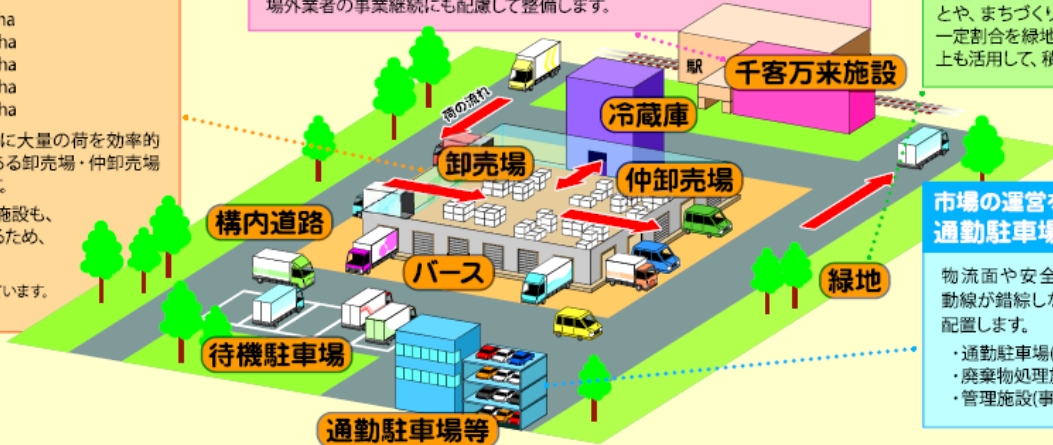 場外業者の事業継続にも配慮して整備します。
ha
ha
ha
ha
ha
に大量の荷を効率的
ある卸売場・仲卸売場
施設も、
るため、
います。
とや、まちづくり
一定割合を緑地
上も活用して、積
駅
千客万来施設
荷の流れ
冷蔵庫
卸売場
仲卸売場
構内道路
バース
緑地
待機駐車場
通勤駐車場等
市場の運営を
通勤駐車場
物流面や安全
動線が錯綜しな
配置します。
・通勤駐車場(
・廃棄物処理施
・管理施設(事